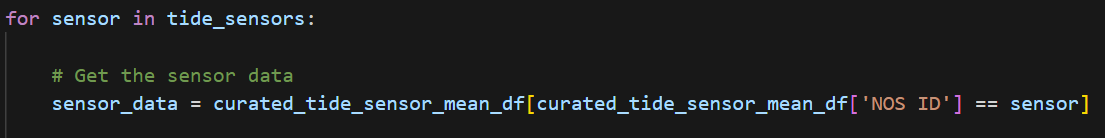 for sensor in tide_sensors:
# Get the sensor data
sensor_data = curated_tide_sensor_mean_df[curated_tide_sensor_mean_df['NOS ID'] == sensor]